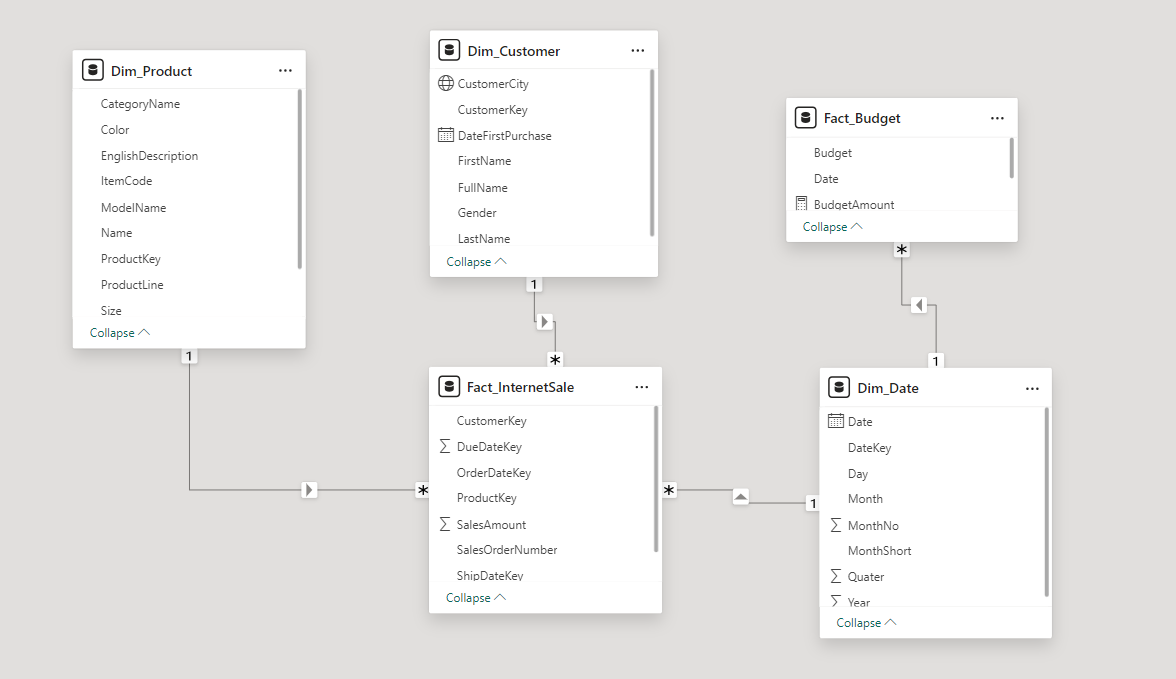 Dim_Product
CategoryName
Color
EnglishDescription
ItemCode
ModelName
Name
ProductKey
ProductLine
Size
Collapse
1
Dim_Customer
CustomerCity
CustomerKey
DateFirstPurchase
FirstName
FullName
Gender
LastName
Collapse
1
*
Fact_Budget
Budget
Date
BudgetAmount
Collapse
*
1
Fact_InternetSale
CustomerKey
DueDateKey
OrderDateKey
ProductKey
SalesAmount
SalesOrderNumber
ShipDateKey
Collapse
*
*
1
Dim_Date
Date
DateKey
Day
Month
MonthNo
MonthShort
Quater
Year
Collapse